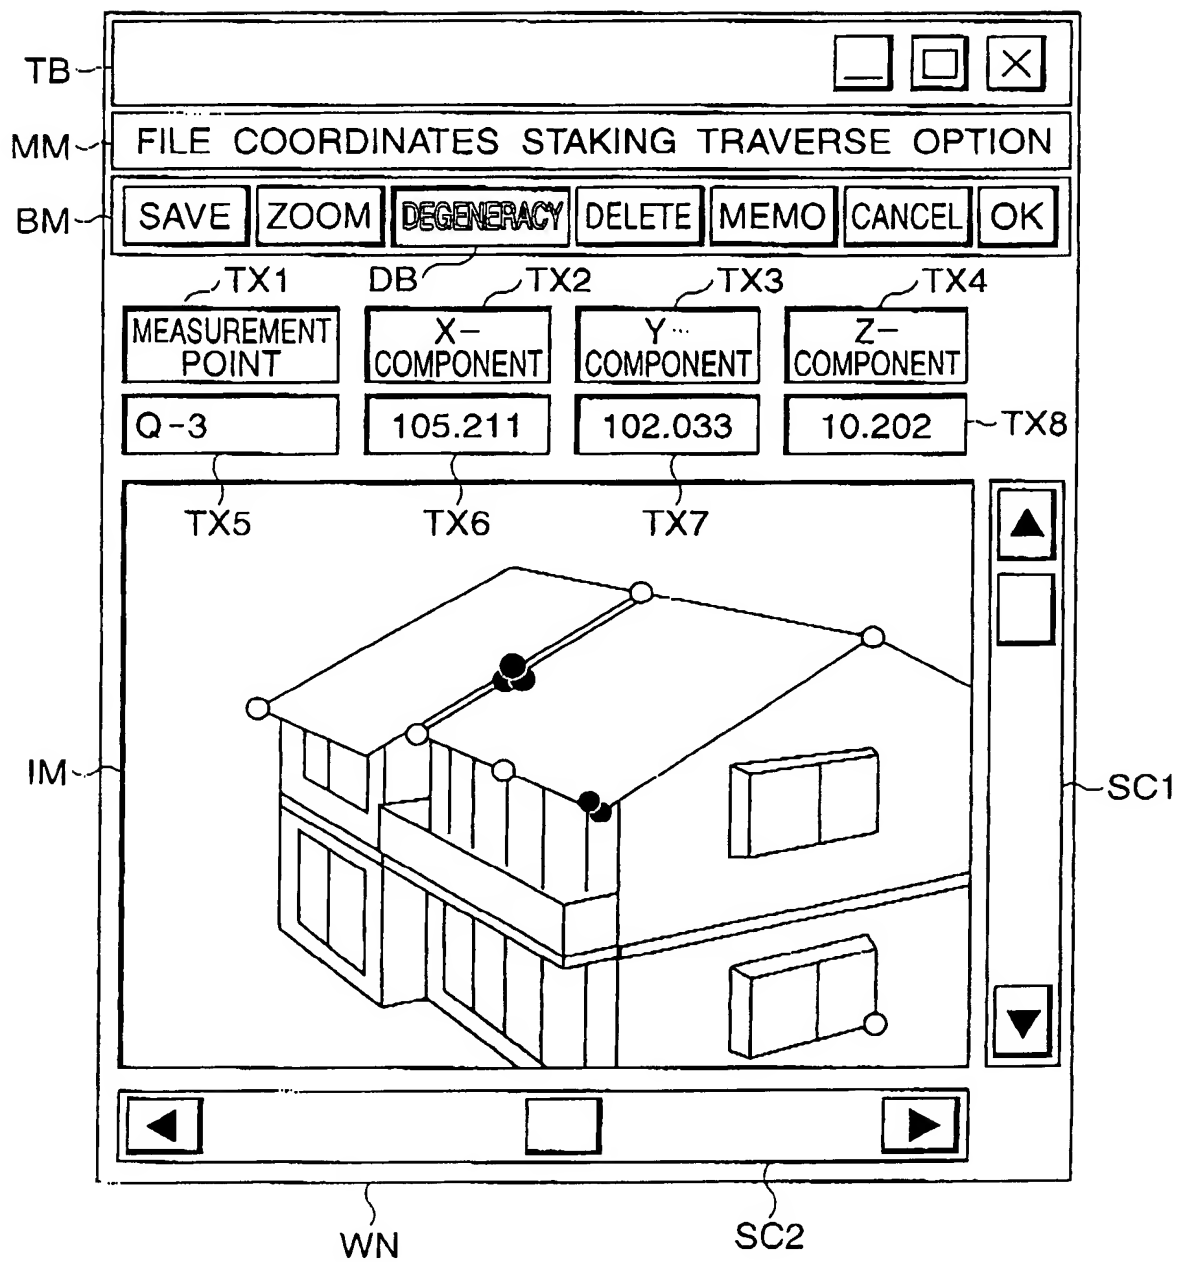 TB
MM FILE COORDINATES STAKING TRAVERSE OPTION
BM SAVE ZOOM DEGENERACY DELETE MEMO CANCEL OK
TX1 DB TX2 TX3 TX4
MEASUREMENT POINT X- COMPONENT Y... COMPONENT Z- COMPONENT
Q-3 105.211 102.033 10.202 TX8
TX5 TX6 TX7
IM SC1
WN SC2